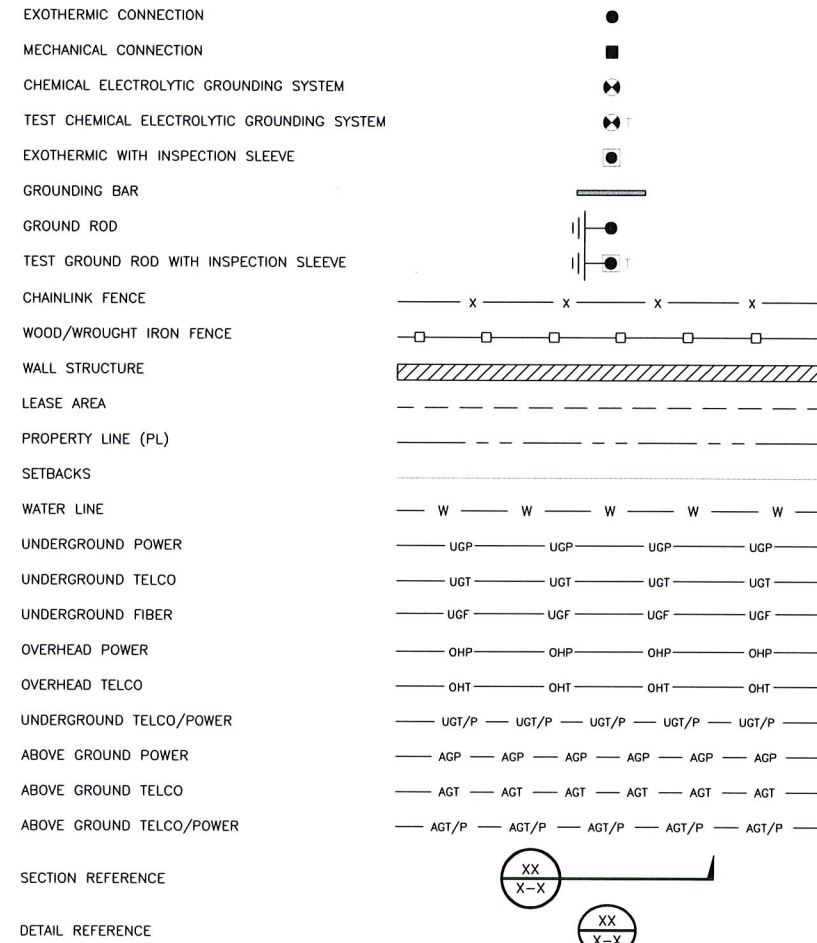 EXOTHERMIC CONNECTION
MECHANICAL CONNECTION
CHEMICAL ELECTROLYTIC GROUNDING SYSTEM
TEST CHEMICAL ELECTROLYTIC GROUNDING SYSTEM T
EXOTHERMIC WITH INSPECTION SLEEVE
GROUNDING BAR
GROUND ROD
TEST GROUND ROD WITH INSPECTION SLEEVE T
CHAINLINK FENCE X X X X
WOOD/WROUGHT IRON FENCE
WALL STRUCTURE
LEASE AREA
PROPERTY LINE (PL)
SETBACKS
WATER LINE W W W W W
UNDERGROUND POWER UGP UGP UGP UGP
UNDERGROUND TELCO UGT UGT UGT UGT
UNDERGROUND FIBER UGF UGF UGF UGF
OVERHEAD POWER OHP OHP OHP OHP
OVERHEAD TELCO OHT OHT OHT OHT
UNDERGROUND TELCO/POWER UGT/P UGT/P UGT/P UGT/P UGT/P
ABOVE GROUND POWER AGP AGP AGP AGP AGP AGP
ABOVE GROUND TELCO AGT AGT AGT AGT AGT AGT
ABOVE GROUND TELCO/POWER AGT/P AGT/P AGT/P AGT/P AGT/P
XX
SECTION REFERENCE
X-X
XX
DETAIL REFERENCE
X-X